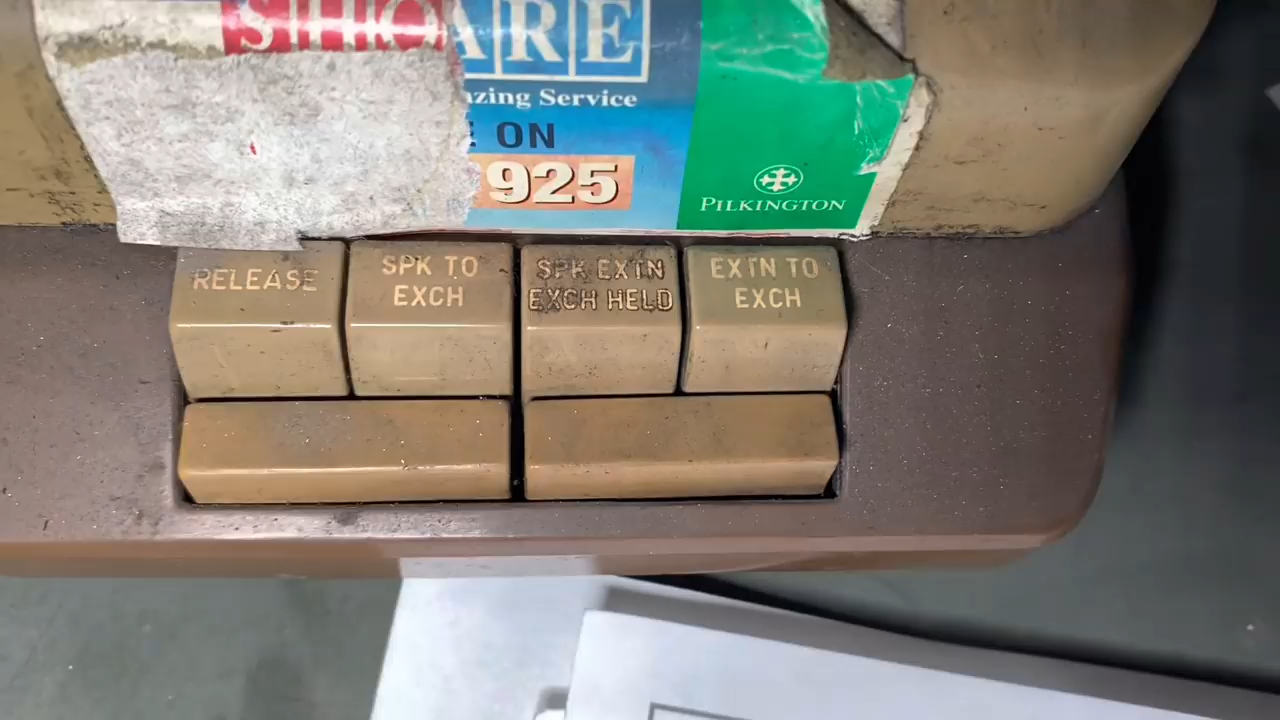 ARE
azing Service
E ON
925
PILKINGTON
RELEASE
SPK TO
EXCH
SPK EXTN
EXCH HELD
EXTN TO
EXCH